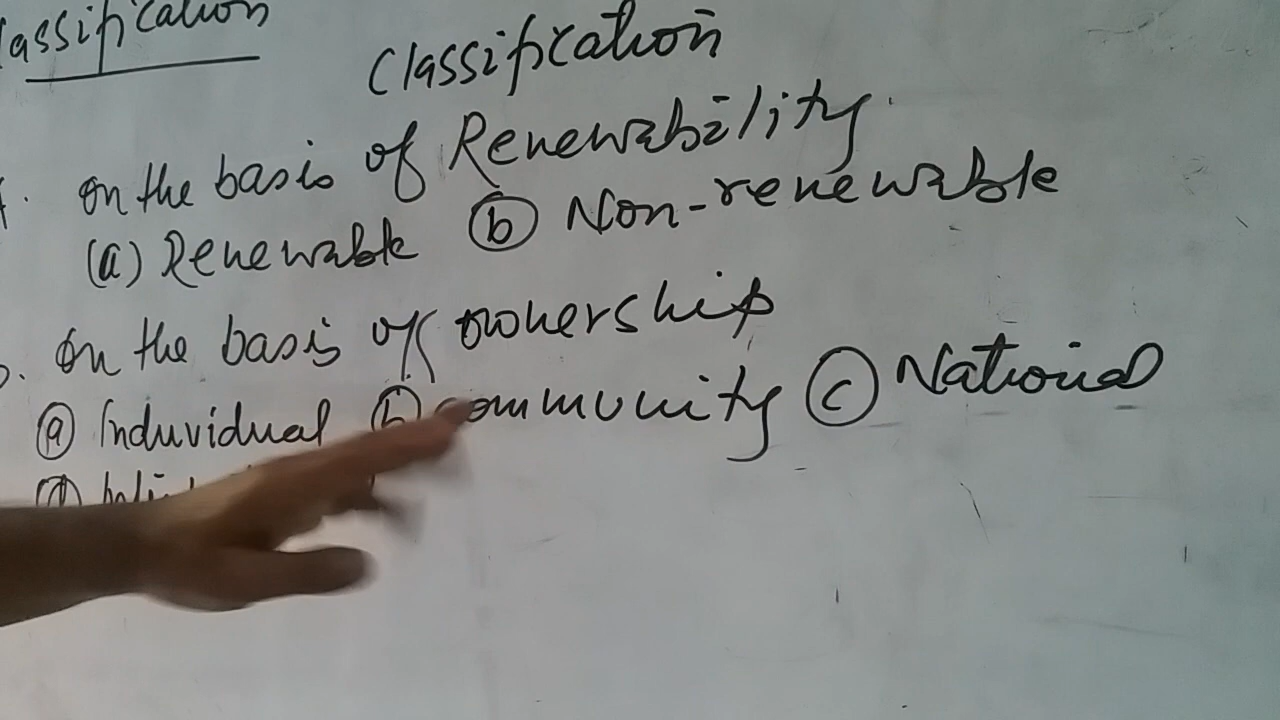 lassification
Classification
on the basis of Renewability.
(a) Renewable (b) Non-renewable
on the basis of ownership
(a) Induvidual (b) community (c) National
(d)